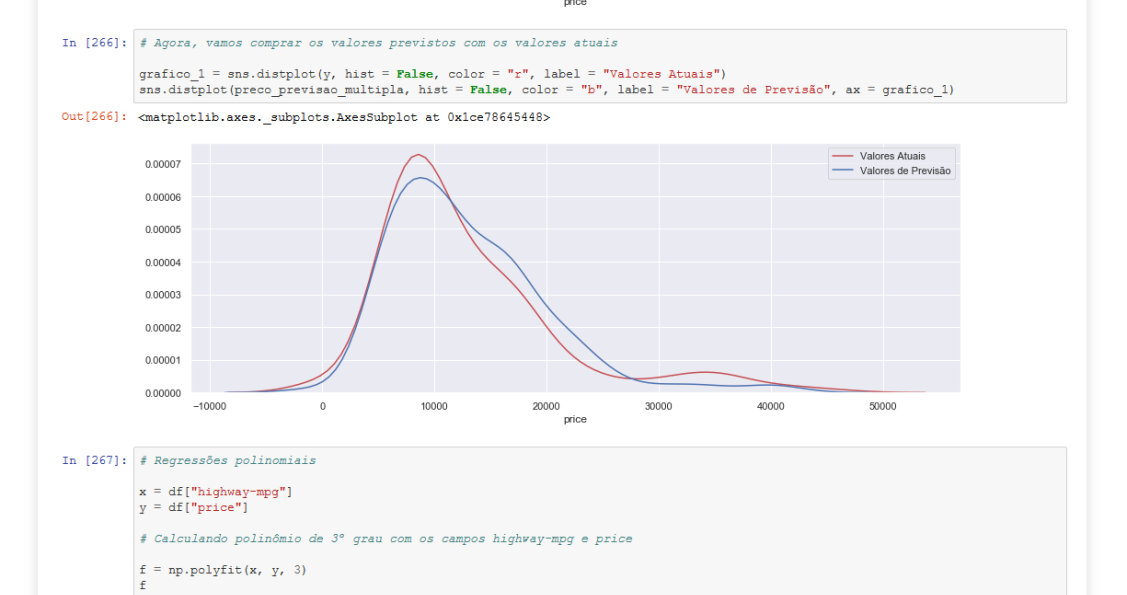 price
In [266]: # Agora, vamos comprar os valores previstos com os valores atuais
grafico_1 = sns.distplot(y, hist = False, color = "r", label = "Valores Atuais")
sns.distplot(preco_previsao_multipla, hist = False, color = "b", label = "Valores de Previsão", ax = grafico_1)
Out[266]: <matplotlib.axes._subplots.AxesSubplot at 0x1ce78645448>
Valores Atuais
Valores de Previsão
0.00007
0.00006
0.00005
0.00004
0.00003
0.00002
0.00001
0.00000
−10000 0 10000 20000 30000 40000 50000
price
In [267]: # Regressões polinomiais
x = df["highway-mpg"]
y = df["price"]
# Calculando polinômio de 3º grau com os campos highway-mpg e price
f = np.polyfit(x, y, 3)
f